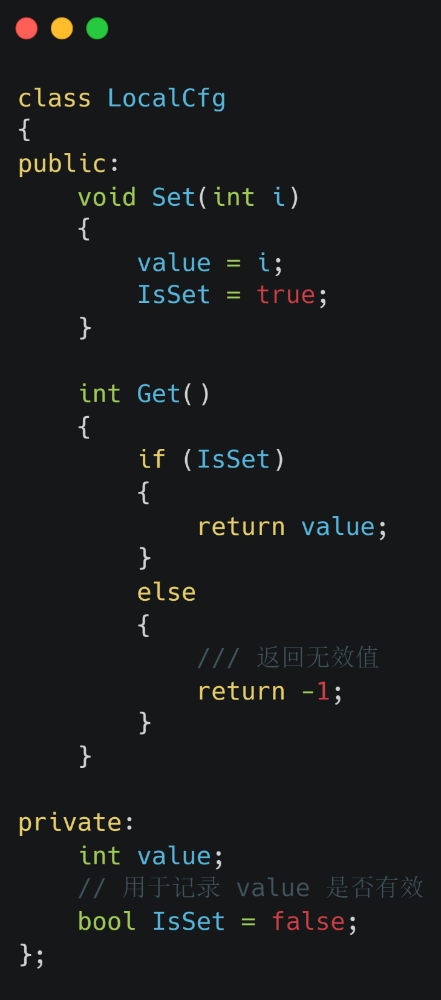 class LocalCfg
{
public:
    void Set(int i)
    {
        value = i;
        IsSet = true;
    }

    int Get()
    {
        if (IsSet)
        {
            return value;
        }
        else
        {
            /// 返回无效值
            return -1;
        }
    }

private:
    int value;
    // 用于记录 value 是否有效
    bool IsSet = false;
};